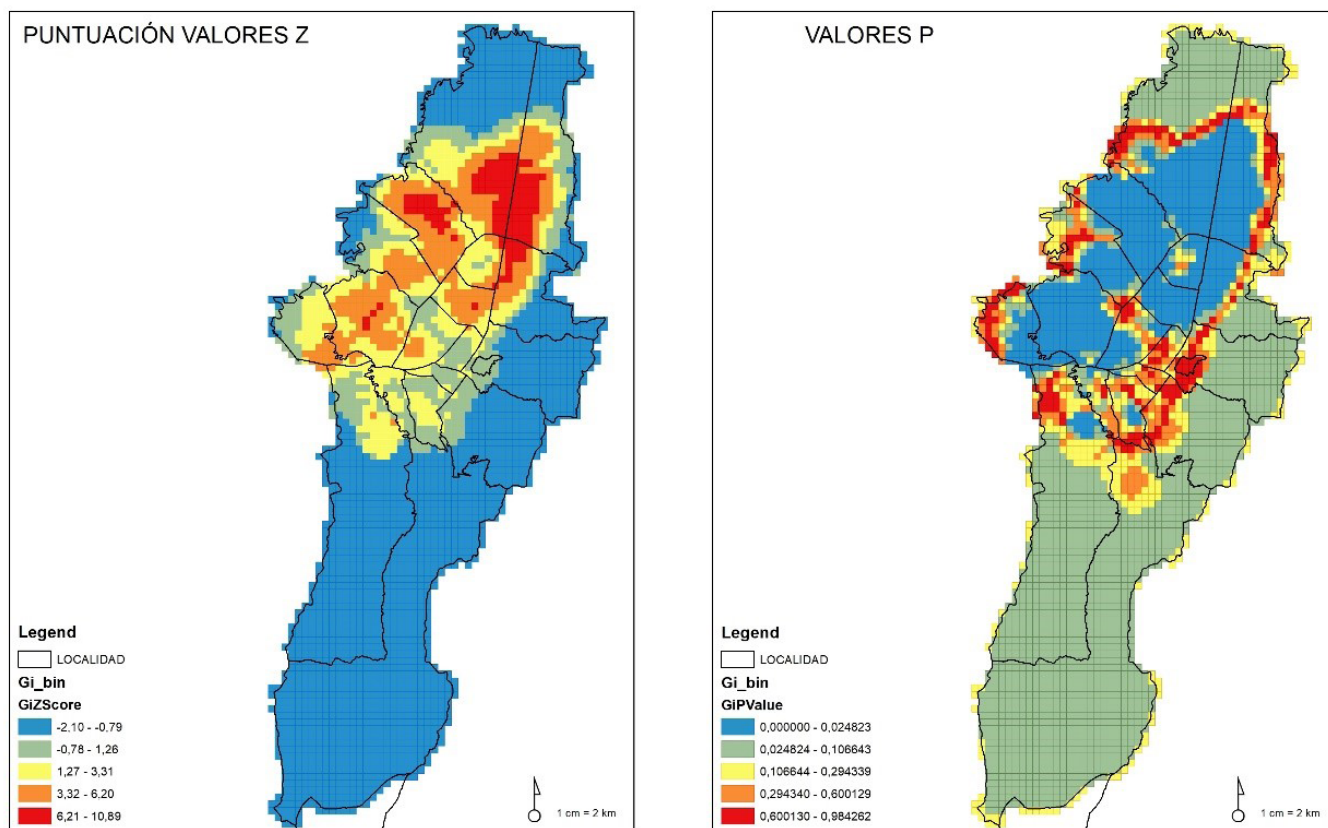 PUNTUACIÓN VALORES Z
Legend
LOCALIDAD
Gi_bin
GiZScore
-2,10 - -0,79
-0,78 - 1,26
1,27 - 3,31
3,32 - 6,20
6,21 - 10,89
1 cm = 2 km
VALORES P
Legend
LOCALIDAD
Gi_bin
GiPValue
0,000000 - 0,024823
0,024824 - 0,106643
0,106644 - 0,294339
0,294340 - 0,600129
0,600130 - 0,984262
1 cm = 2 km